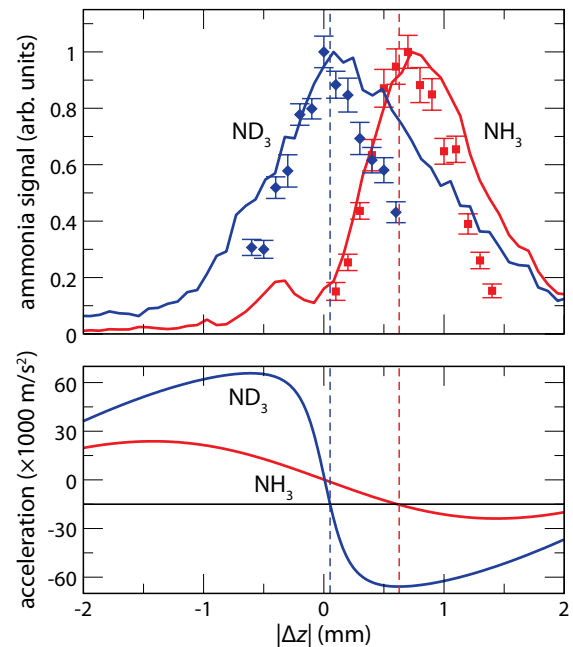 ammonia signal (arb. units)
1
0.8
0.6
0.4
0.2
0
ND3
NH3
acceleration (×1000 m/s²)
60
30
0
-30
-60
ND3
NH3
-2 -1 0 1 2
|Δz| (mm)